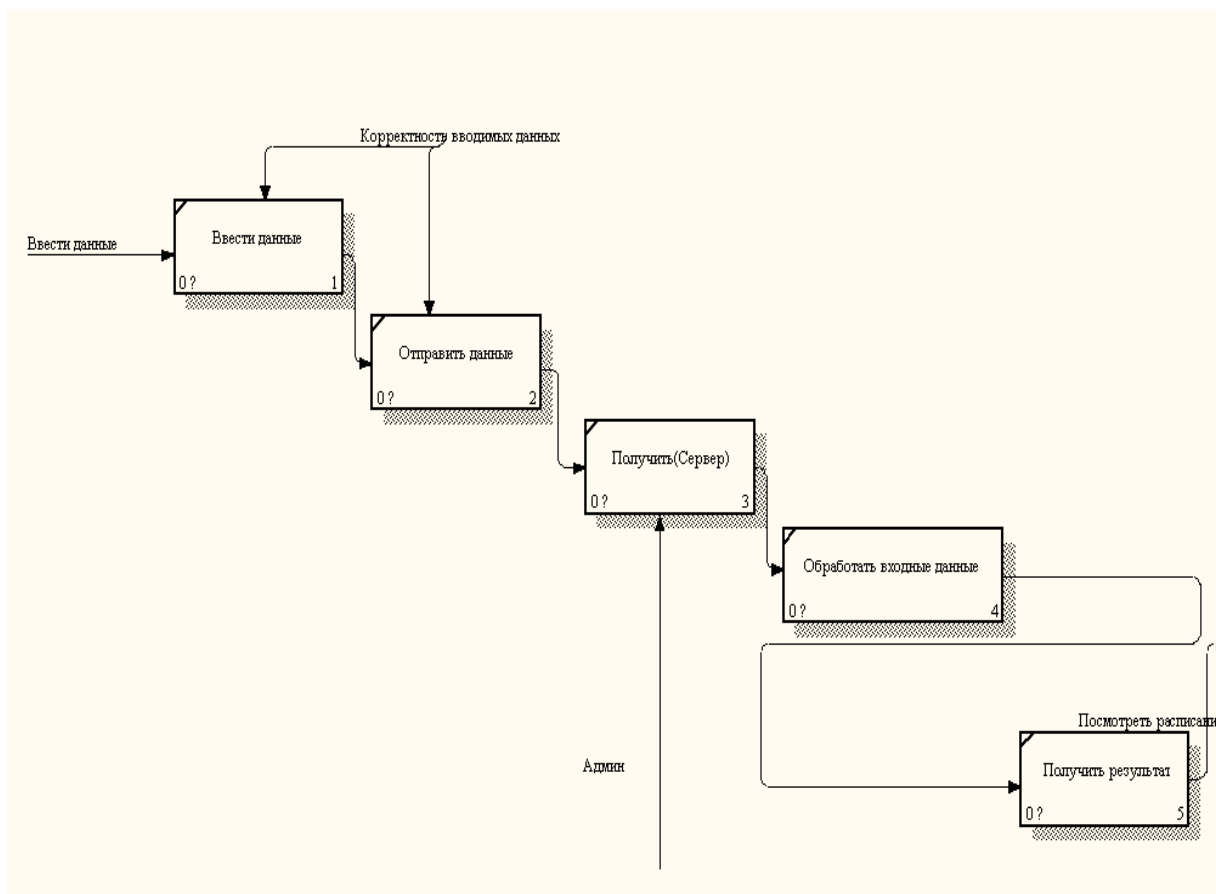 Корректность вводимых данных
Ввести данные
Ввести данные
0 ?
1
Отправить данные
0 ?
2
Получить(Сервер)
0 ?
3
Обработать входные данные
0 ?
4
Посмотреть расписани
Админ
Получить результат
0 ?
5